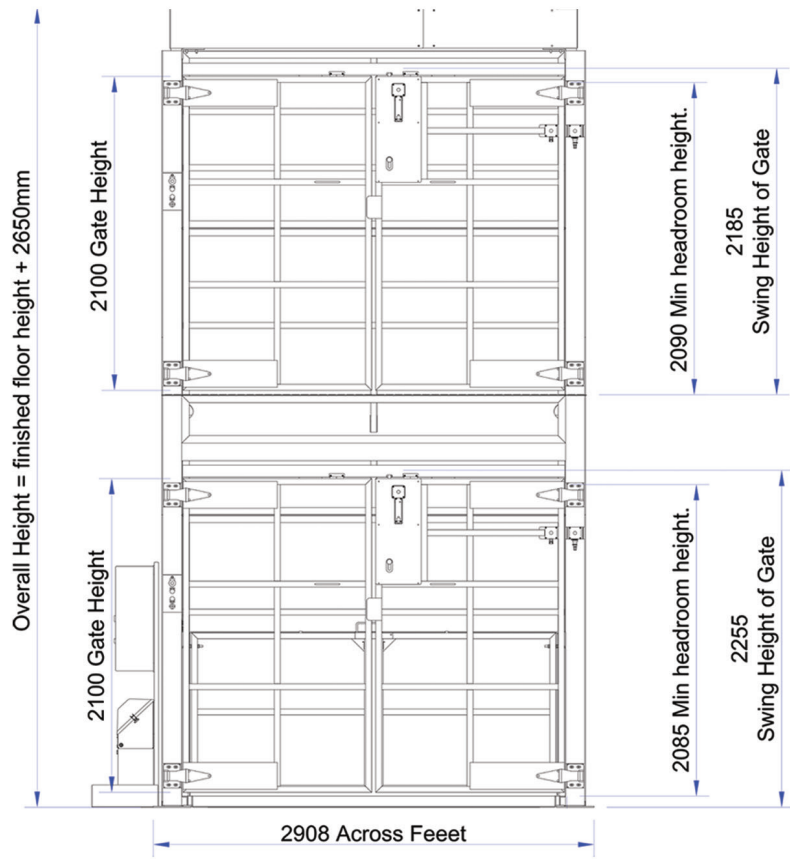 Overall Height = finished floor height + 2650mm
2100 Gate Height
2090 Min headroom height.
2185
Swing Height of Gate
2100 Gate Height
2085 Min headroom height.
2255
Swing Height of Gate
2908 Across Feeet